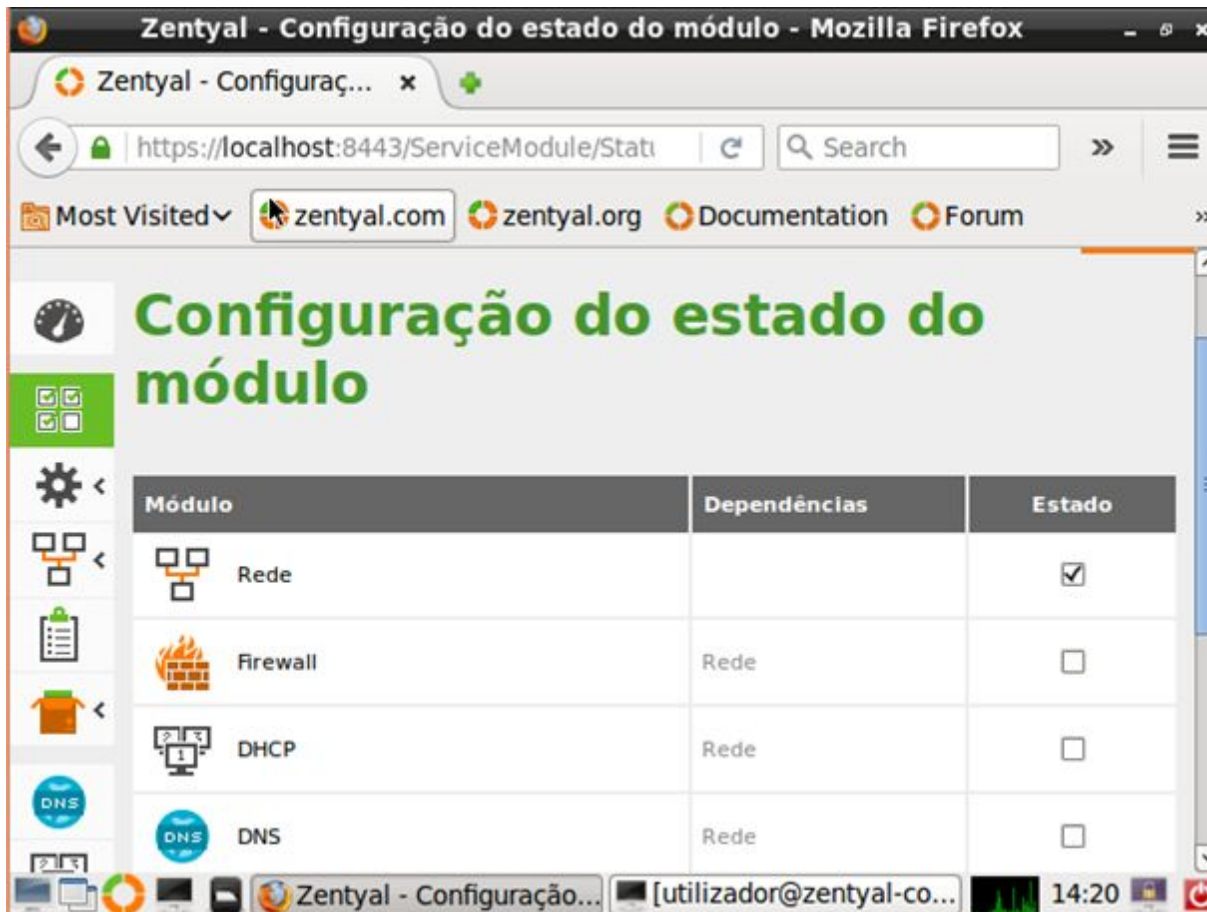 Zentyal - Configuração do estado do módulo - Mozilla Firefox
Zentyal - Configuraç...
https://localhost:8443/ServiceModule/Statu
Search
Most Visited
zentyal.com
zentyal.org
Documentation
Forum
Configuração do estado do
módulo
Módulo Dependências Estado
Rede
Firewall Rede
DHCP Rede
DNS DNS Rede
DNS
Zentyal - Configuração... [utilizador@zentyal-co... 14:20